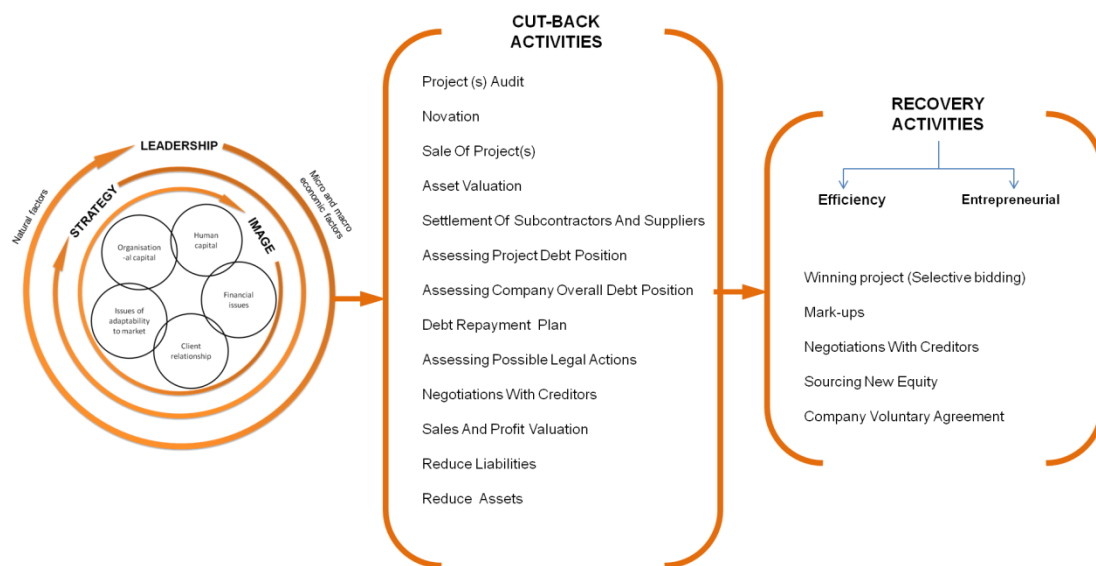 LEADERSHIP
Natural factors
Micro and macro
economic factors
STRATEGY
IMAGE
Organisation
-al capital
Human
capital
Financial
issues
Issues of
adaptability
to market
Client
relationship
CUT-BACK
ACTIVITIES
Project (s) Audit
Novation
Sale Of Project(s)
Asset Valuation
Settlement Of Subcontractors And Suppliers
Assessing Project Debt Position
Assessing Company Overall Debt Position
Debt Repayment Plan
Assessing Possible Legal Actions
Negotiations With Creditors
Sales And Profit Valuation
Reduce Liabilities
Reduce Assets
RECOVERY
ACTIVITIES
Efficiency
Entrepreneurial
Winning project (Selective bidding)
Mark-ups
Negotiations With Creditors
Sourcing New Equity
Company Voluntary Agreement